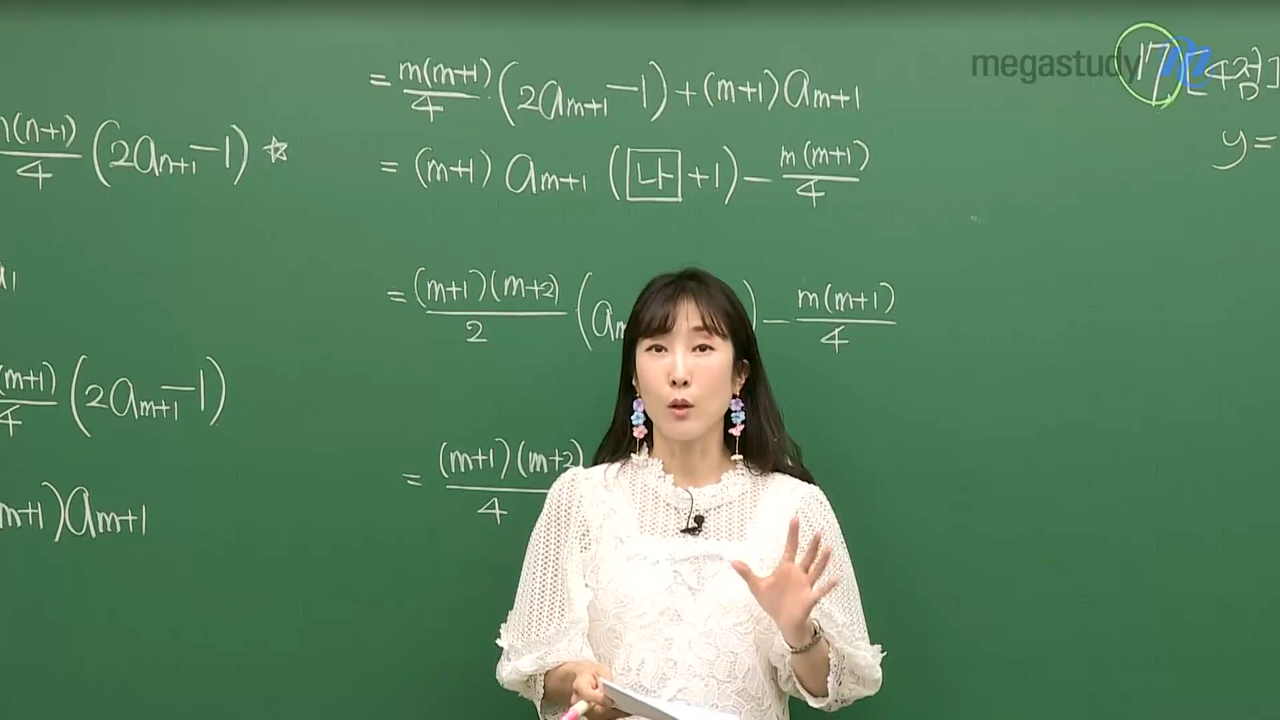 = m(m+1)/4 · (2a_{m+1} - 1) + (m+1)a_{m+1}
= (m+1) a_{m+1} (나 + 1) - m(m+1)/4
= (m+1)(m+2)/2 (a - m(m+1)/4
= (m+1)(m+2)/4
(n+1)/4 (2a_{n+1} - 1) ☆
(m+1)/4 (2a_{m+1} - 1)
m+1)a_{m+1}
megastudy M
17 [4점]
y=